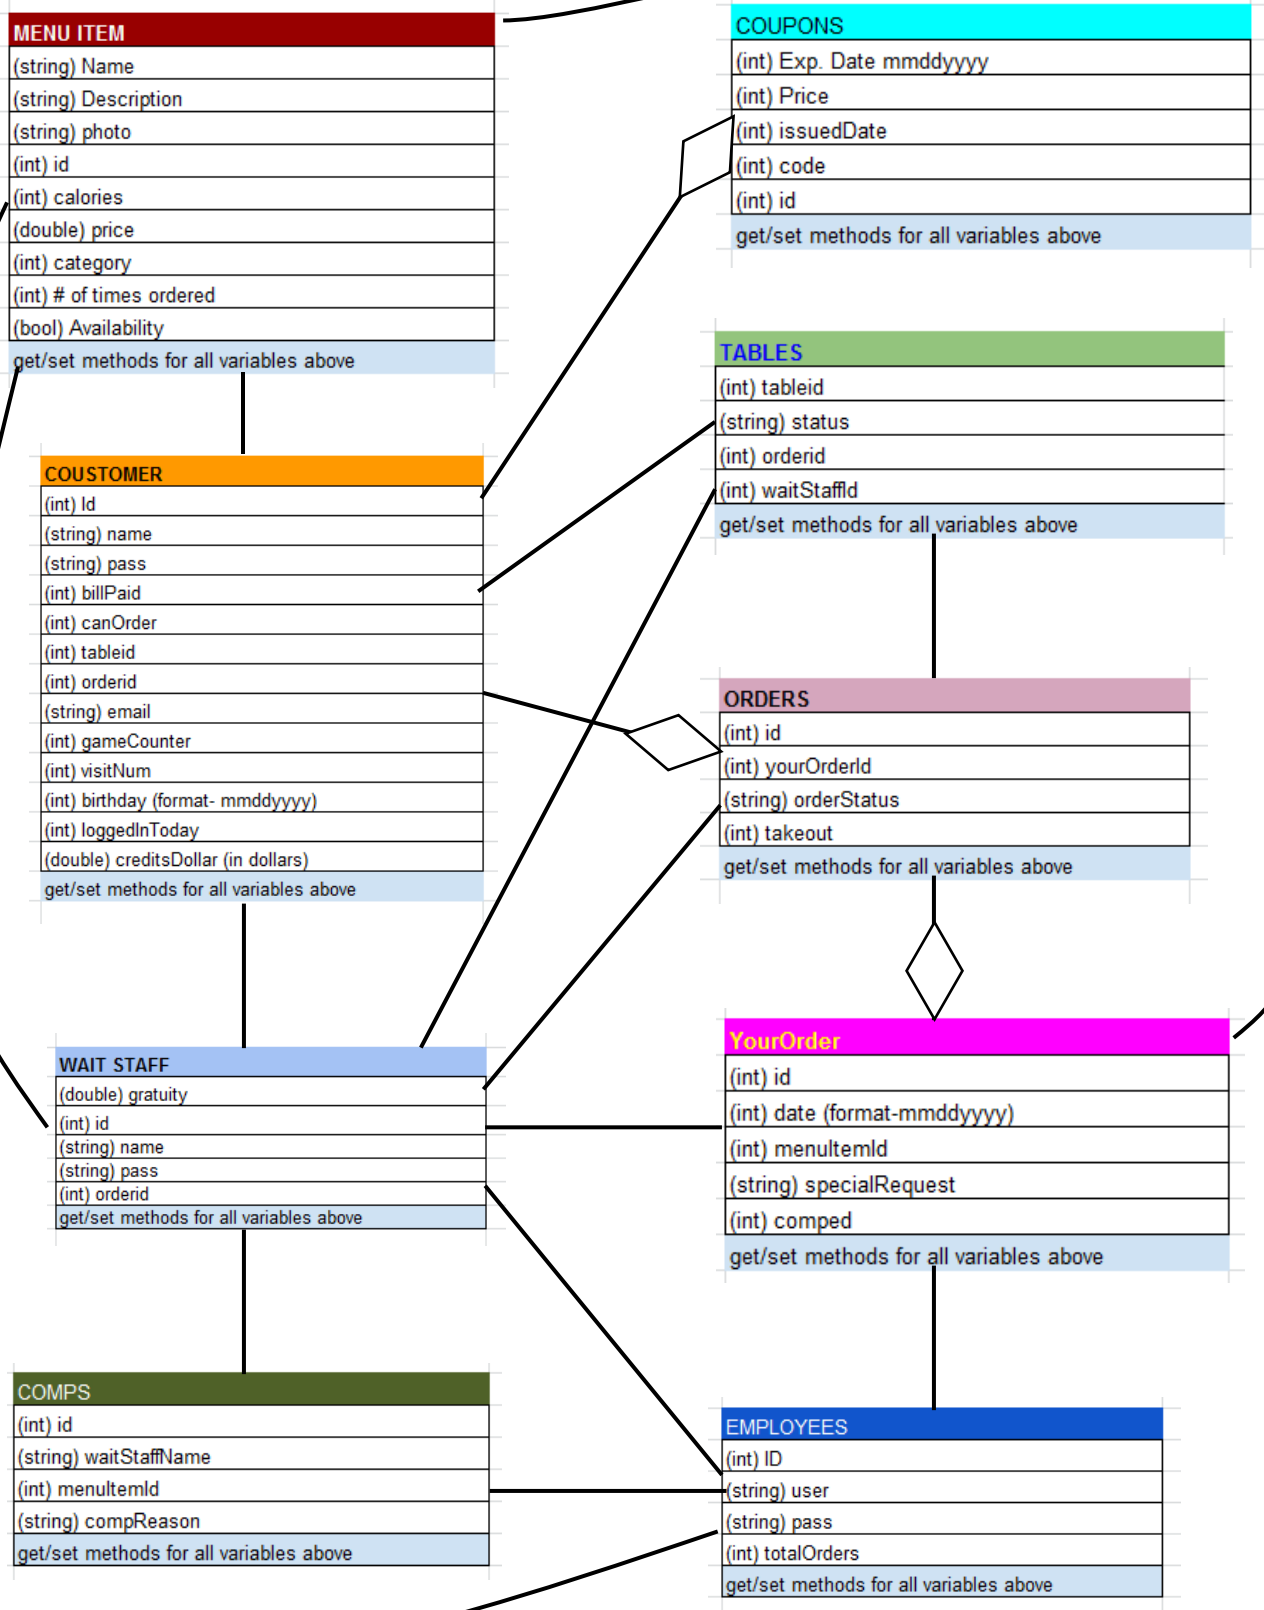 MENU ITEM
(string) Name
(string) Description
(string) photo
(int) id
(int) calories
(double) price
(int) category
(int) # of times ordered
(bool) Availability
get/set methods for all variables above
COUSTOMER
(int) Id
(string) name
(string) pass
(int) billPaid
(int) canOrder
(int) tableid
(int) orderid
(string) email
(int) gameCounter
(int) visitNum
(int) birthday (format- mmddyyyy)
(int) loggedInToday
(double) creditsDollar (in dollars)
get/set methods for all variables above
WAIT STAFF
(double) gratuity
(int) id
(string) name
(string) pass
(int) orderid
get/set methods for all variables above
COMPS
(int) id
(string) waitStaffName
(int) menuItemId
(string) compReason
get/set methods for all variables above
COUPONS
(int) Exp. Date mmddyyyy
(int) Price
(int) issuedDate
(int) code
(int) id
get/set methods for all variables above
TABLES
(int) tableid
(string) status
(int) orderid
(int) waitStaffId
get/set methods for all variables above
ORDERS
(int) id
(int) yourOrderId
(string) orderStatus
(int) takeout
get/set methods for all variables above
YourOrder
(int) id
(int) date (format-mmddyyyy)
(int) menuItemId
(string) specialRequest
(int) comped
get/set methods for all variables above
EMPLOYEES
(int) ID
(string) user
(string) pass
(int) totalOrders
get/set methods for all variables above